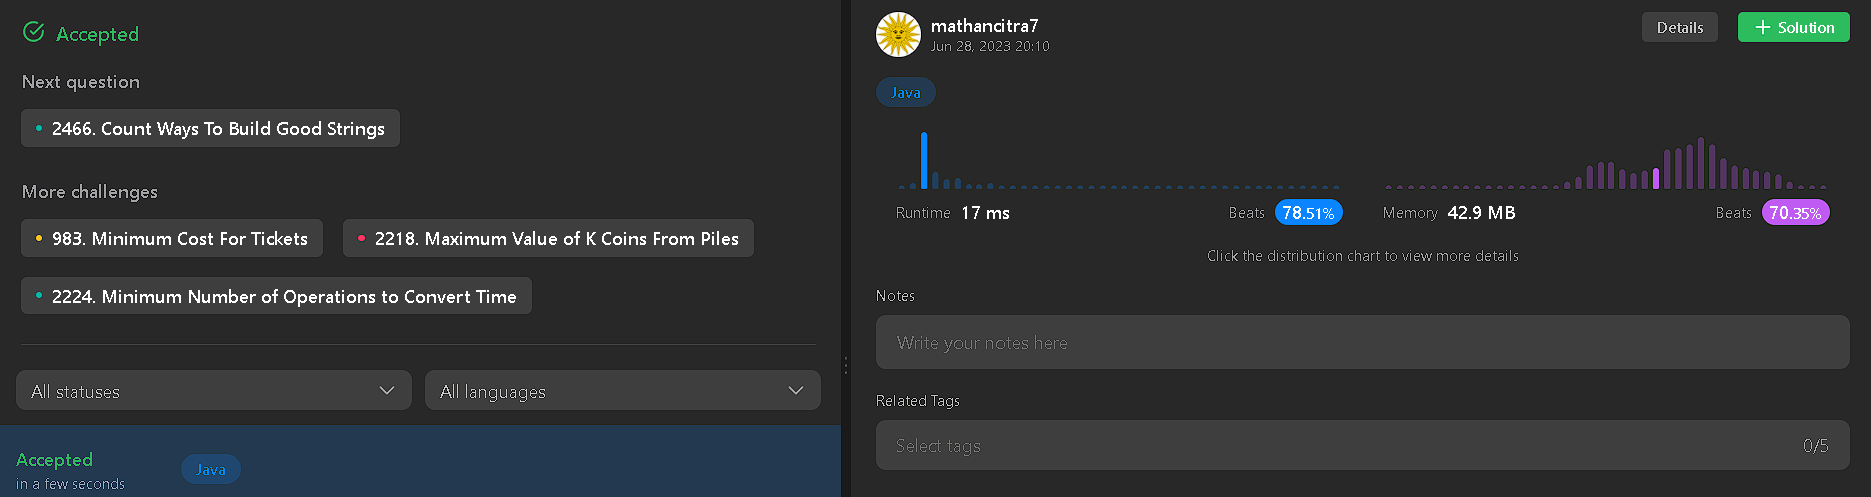 Accepted
Next question
2466. Count Ways To Build Good Strings
More challenges
983. Minimum Cost For Tickets
2218. Maximum Value of K Coins From Piles
2224. Minimum Number of Operations to Convert Time
All statuses
All languages
Accepted
Java
in a few seconds
mathancitra7
Jun 28, 2023 20:10
Details
+ Solution
Java
Runtime 17 ms
Beats 78.51%
Memory 42.9 MB
Beats 70.35%
Click the distribution chart to view more details
Notes
Write your notes here
Related Tags
Select tags
0/5